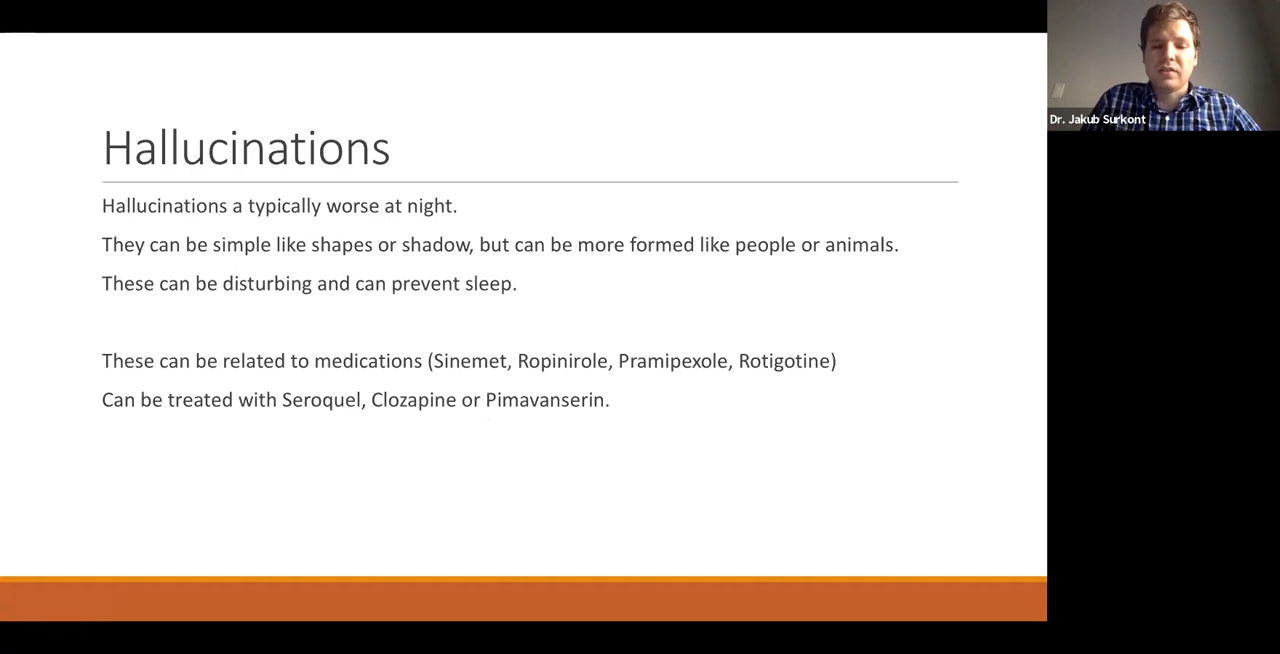 Hallucinations
Hallucinations a typically worse at night.
They can be simple like shapes or shadow, but can be more formed like people or animals.
These can be disturbing and can prevent sleep.
These can be related to medications (Sinemet, Ropinirole, Pramipexole, Rotigotine)
Can be treated with Seroquel, Clozapine or Pimavanserin.
Dr. Jakub Surkont